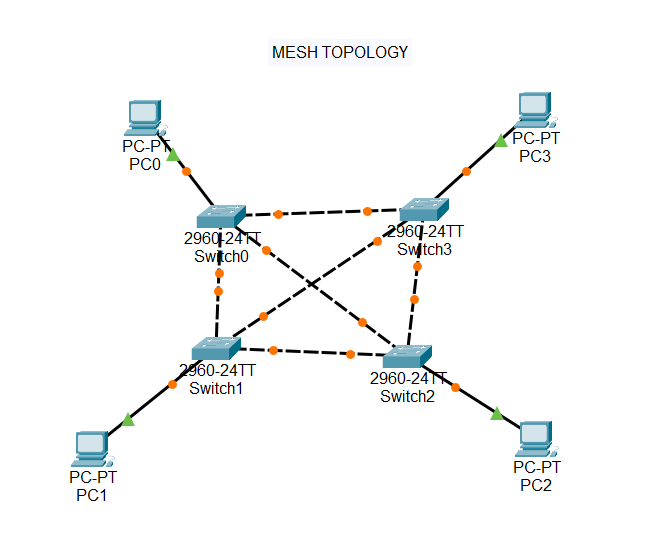 MESH TOPOLOGY
PC-PT
PC0
PC-PT
PC3
2960-24TT
Switch0
2960-24TT
Switch3
2960-24TT
Switch1
2960-24TT
Switch2
PC-PT
PC1
PC-PT
PC2